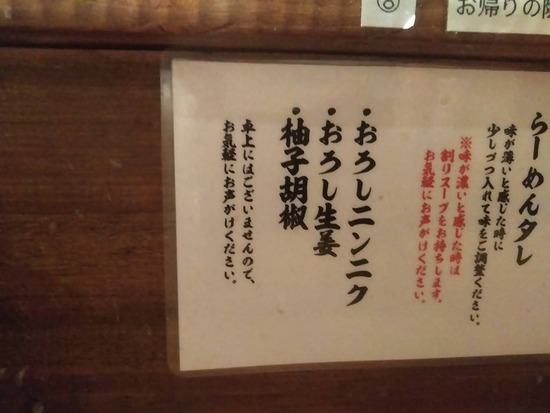 ⑧
お帰りの際
らーめんタレ
味が薄いと感じた時に
少しづつ入れて味をご調整ください。
※味が濃いと感じた時は
割りスープをお持ちします。
お気軽にお声がけください。
・おろしニンニク
・おろし生姜
・柚子胡椒
卓上にはございませんので、
お気軽にお声がけください。